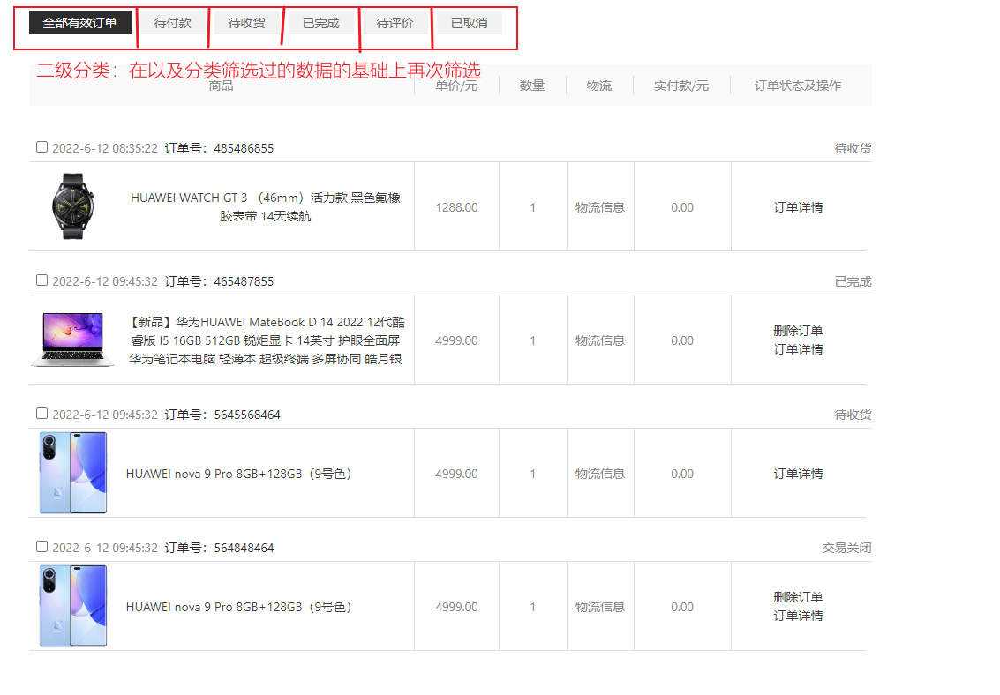 全部有效订单 待付款 待收货 已完成 待评价 已取消
二级分类：在以及分类筛选过的数据的基础上再次筛选
商品 单价/元 数量 物流 实付款/元 订单状态及操作
2022-6-12 08:35:22 订单号：485486855 待收货
HUAWEI WATCH GT 3 （46mm）活力款 黑色氟橡
胶表带 14天续航
1288.00 1 物流信息 0.00 订单详情
2022-6-12 09:45:32 订单号：465487855 已完成
【新品】华为HUAWEI MateBook D 14 2022 12代酷
睿版 I5 16GB 512GB 锐炬显卡 14英寸 护眼全面屏
华为笔记本电脑 轻薄本 超级终端 多屏协同 皓月银
4999.00 1 物流信息 0.00
删除订单
订单详情
2022-6-12 09:45:32 订单号：5645568464 待收货
HUAWEI nova 9 Pro 8GB+128GB（9号色） 4999.00 1 物流信息 0.00 订单详情
2022-6-12 09:45:32 订单号：564848464 交易关闭
HUAWEI nova 9 Pro 8GB+128GB（9号色） 4999.00 1 物流信息 0.00
删除订单
订单详情